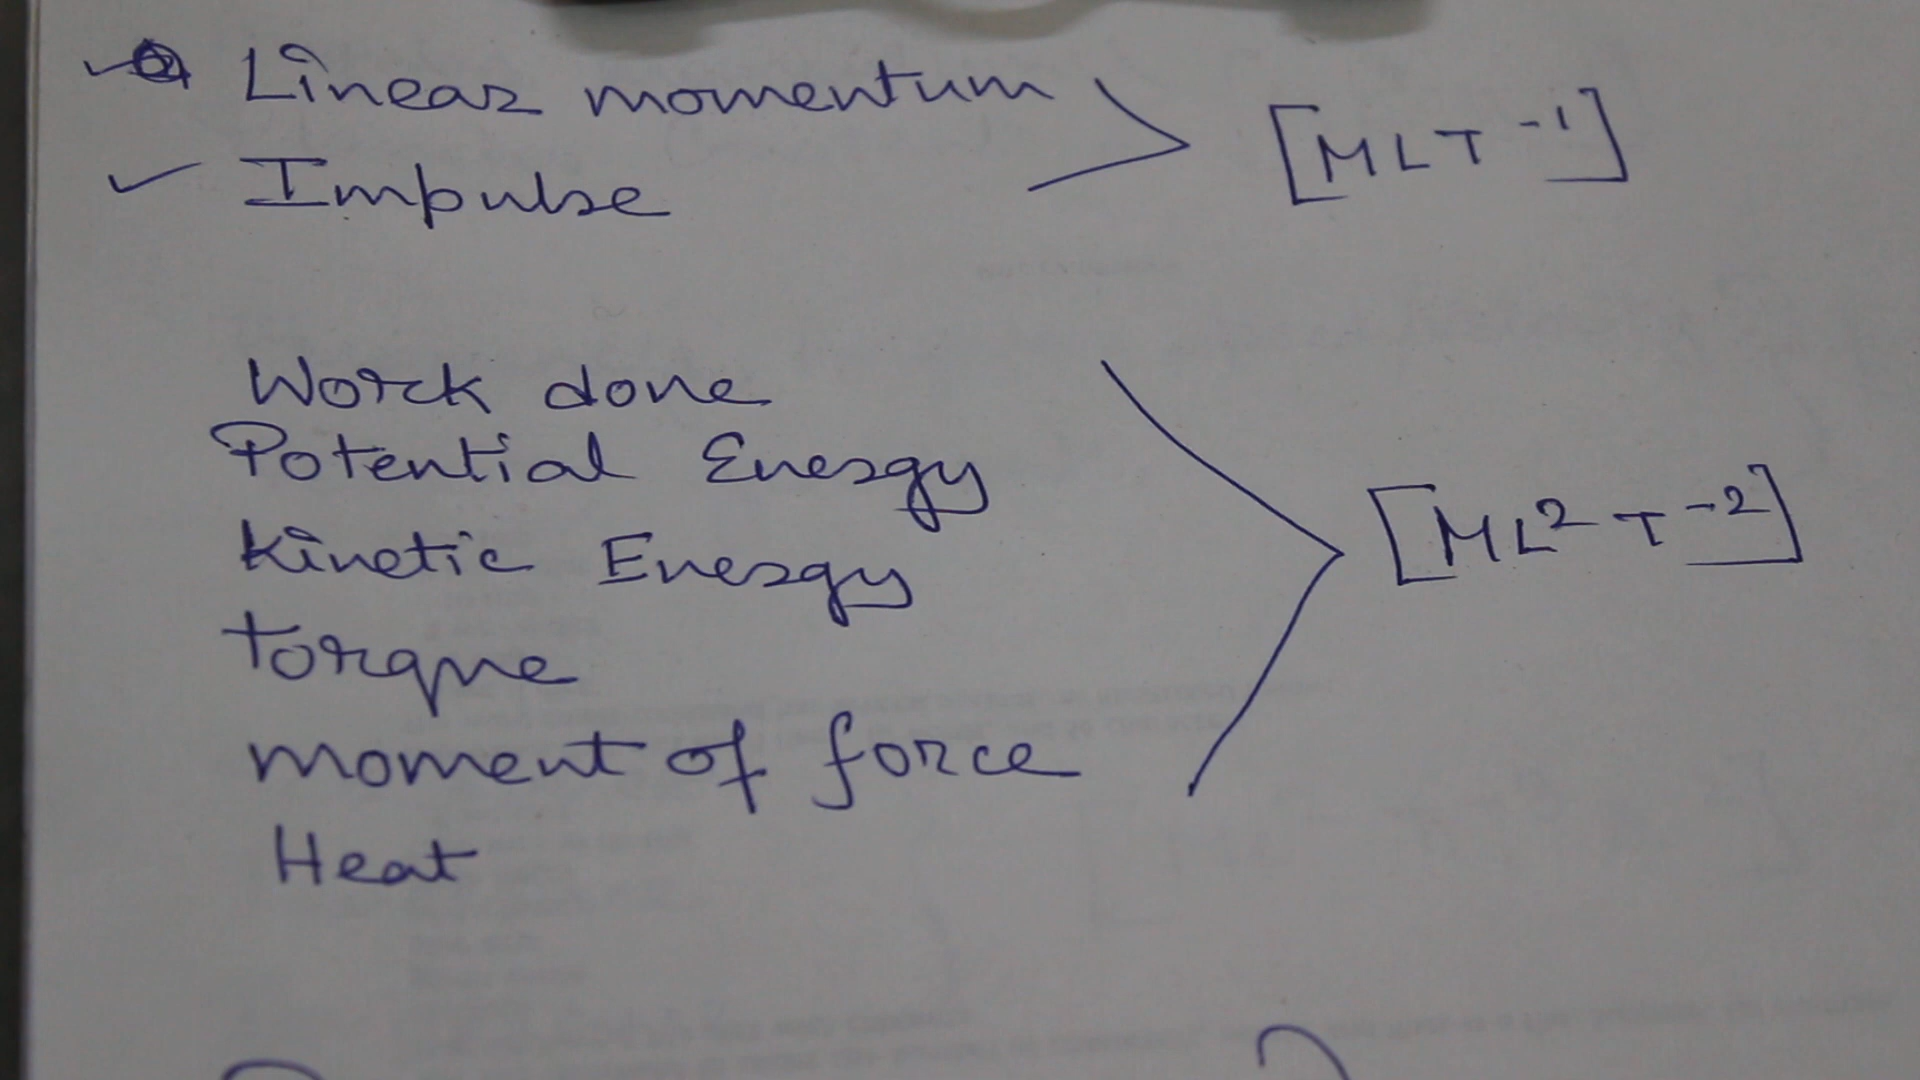 Linear momentum
Impulse
[MLT⁻¹]
Work done
Potential Energy
Kinetic Energy
torque
moment of force
Heat
[ML²T⁻²]